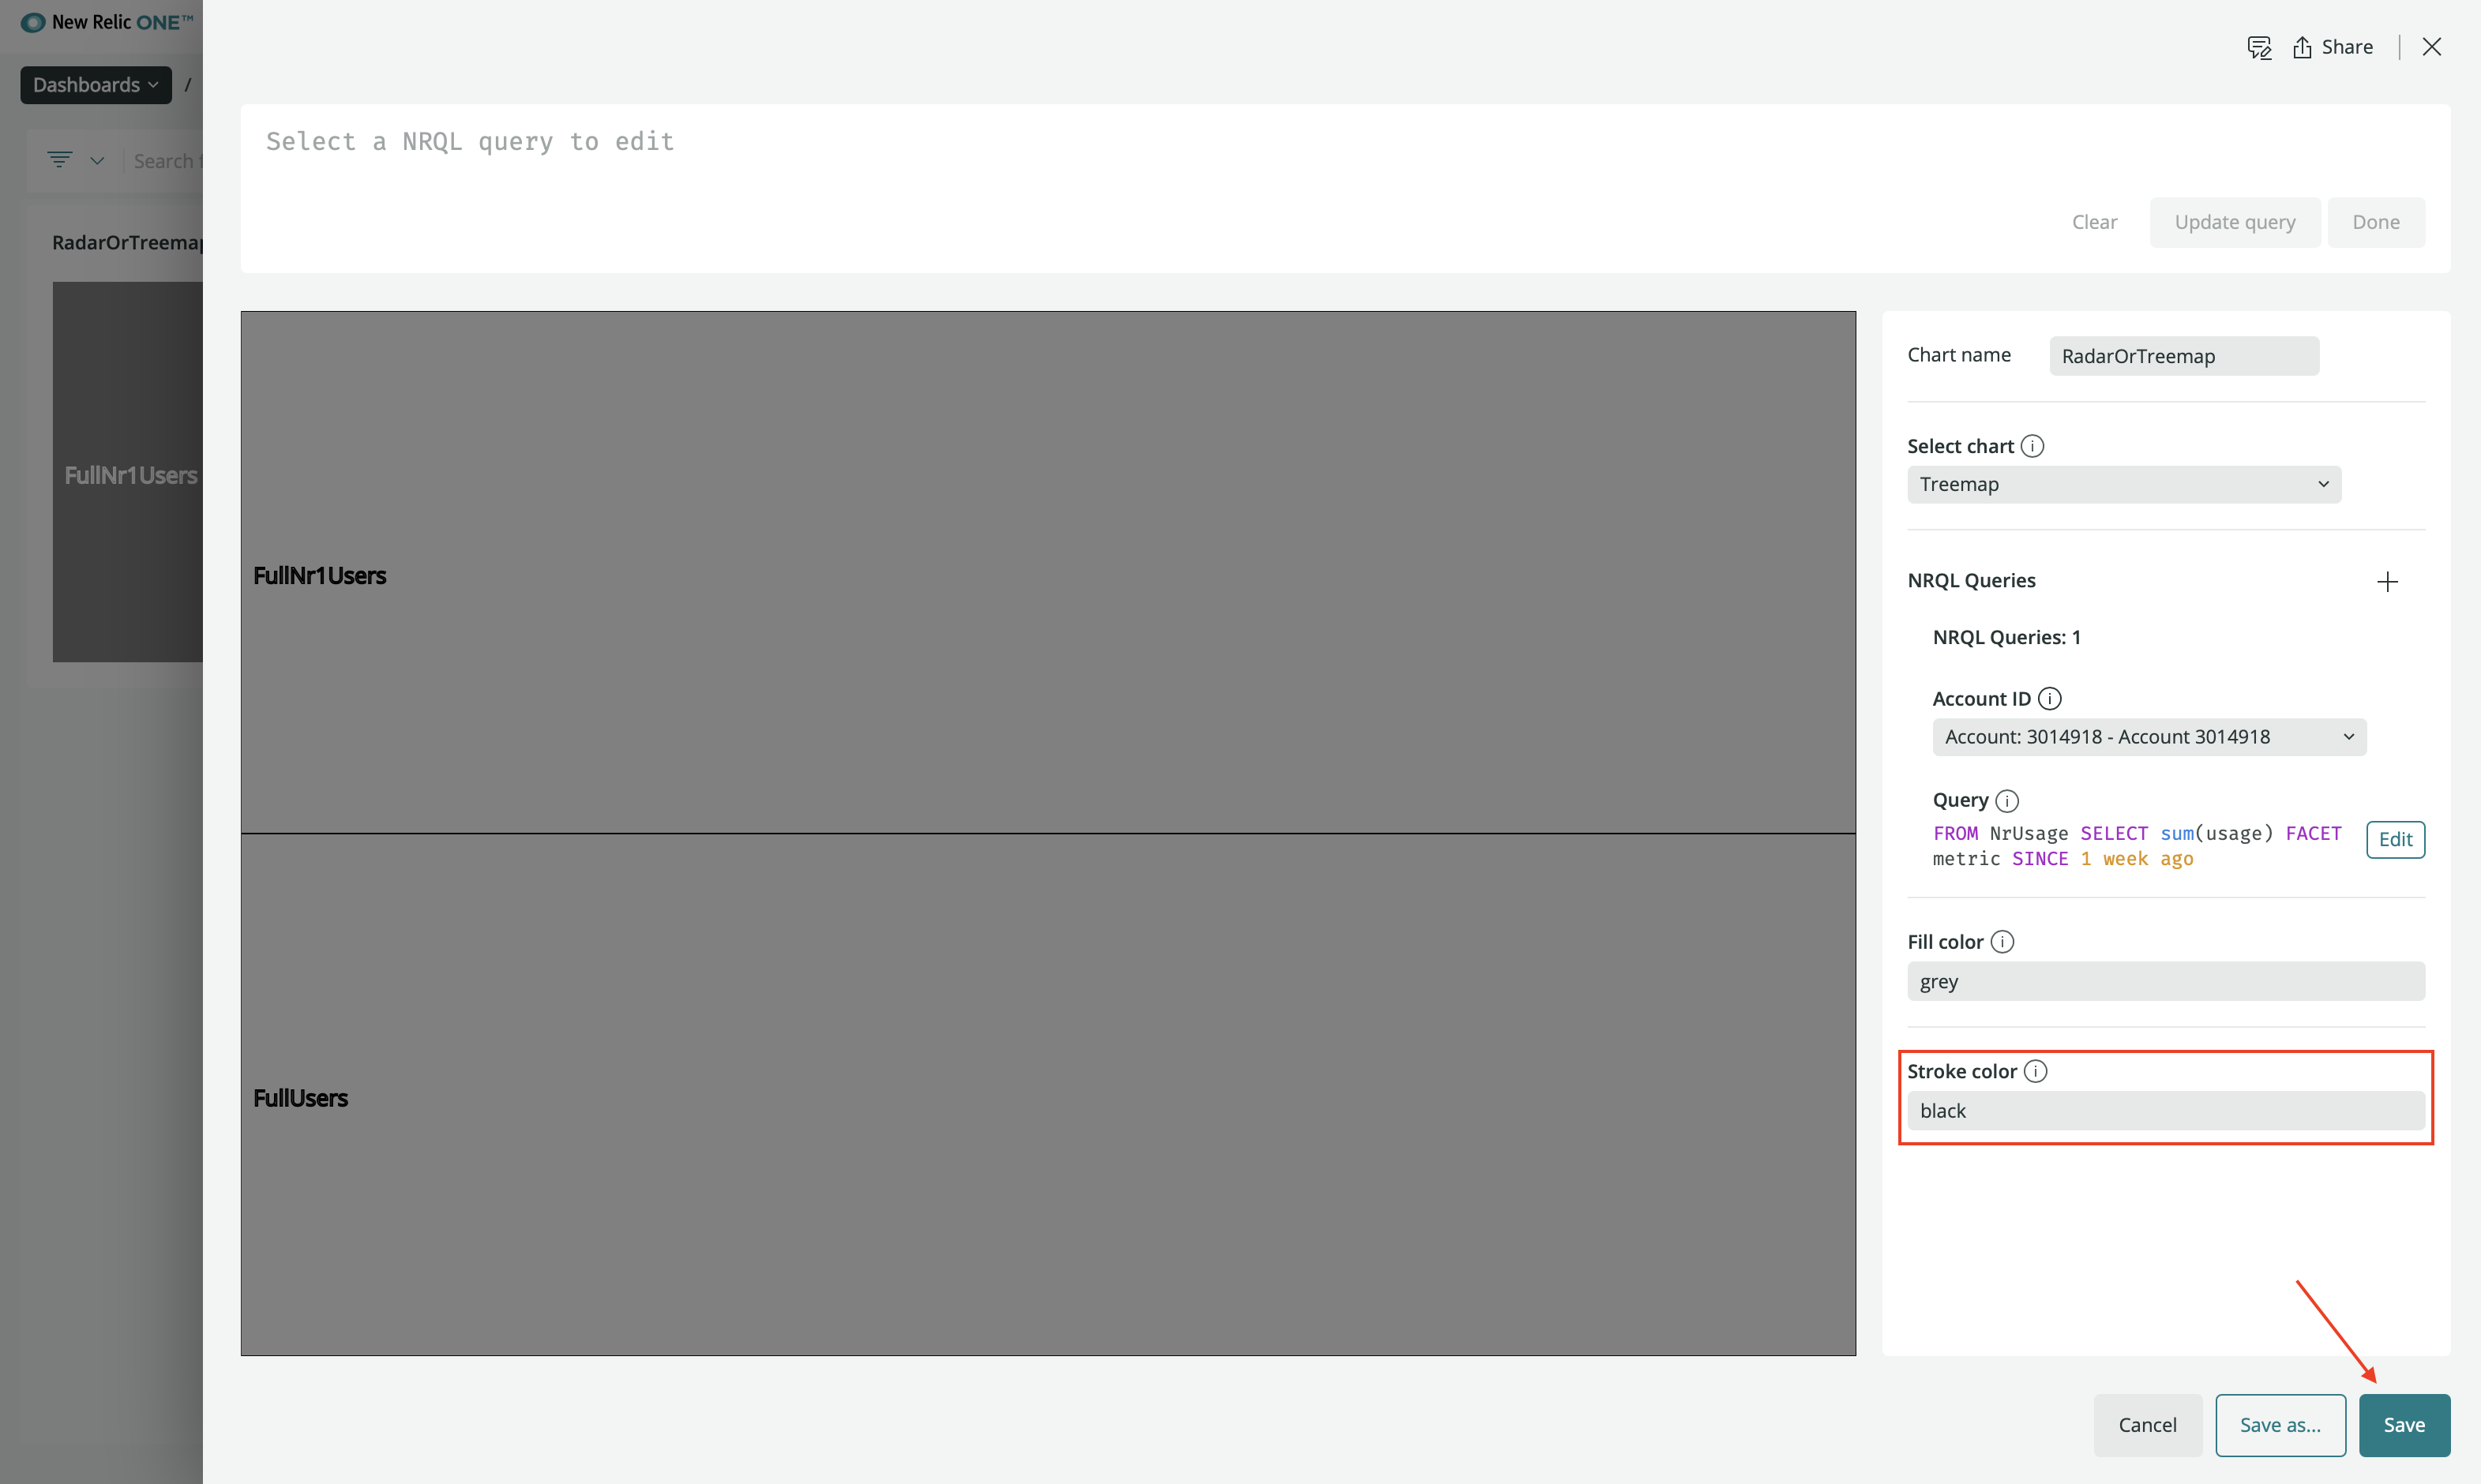 New Relic ONE™
Dashboards /
Search
RadarOrTreemap
FullNr1Users
Share
Select a NRQL query to edit
Clear
Update query
Done
FullNr1Users
FullUsers
Chart name
RadarOrTreemap
Select chart
Treemap
NRQL Queries
NRQL Queries: 1
Account ID
Account: 3014918 - Account 3014918
Query
FROM NrUsage SELECT sum(usage) FACET
metric SINCE 1 week ago
Edit
Fill color
grey
Stroke color
black
Cancel
Save as...
Save